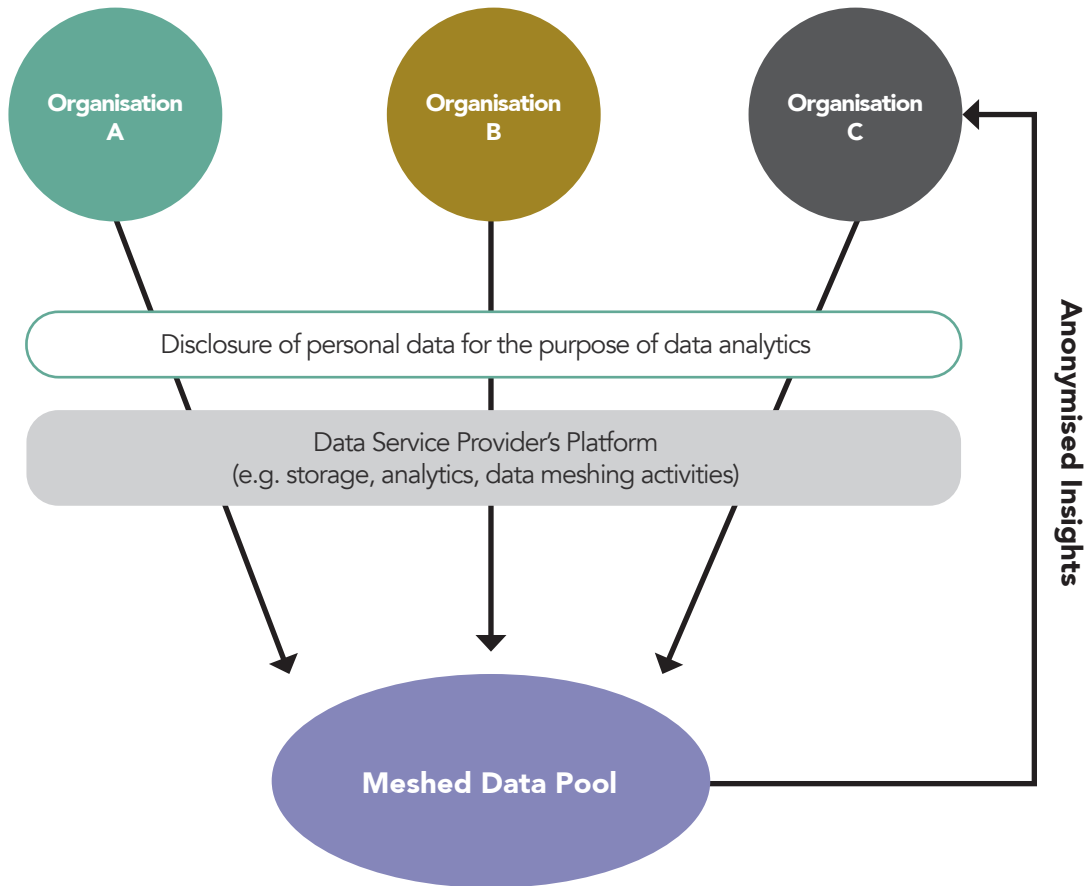 Organisation
A
Organisation
B
Organisation
C
Disclosure of personal data for the purpose of data analytics
Data Service Provider's Platform
(e.g. storage, analytics, data meshing activities)
Anonymised Insights
Meshed Data Pool